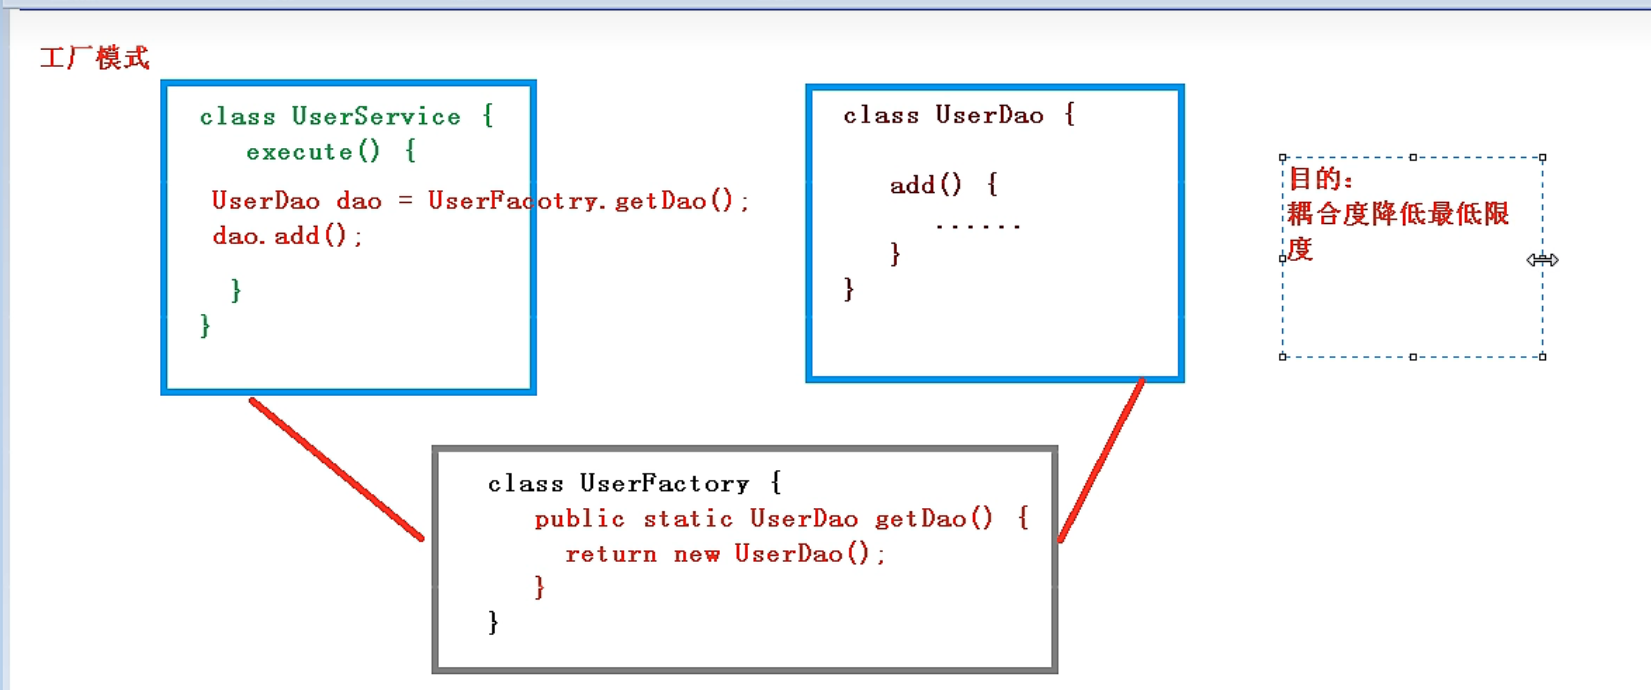 工厂模式
class UserService {
execute() {
UserDao dao = UserFacotry.getDao();
dao.add();
}
}
class UserDao {
add() {
......
}
}
目的：
耦合度降低最低限
度
class UserFactory {
public static UserDao getDao() {
return new UserDao();
}
}